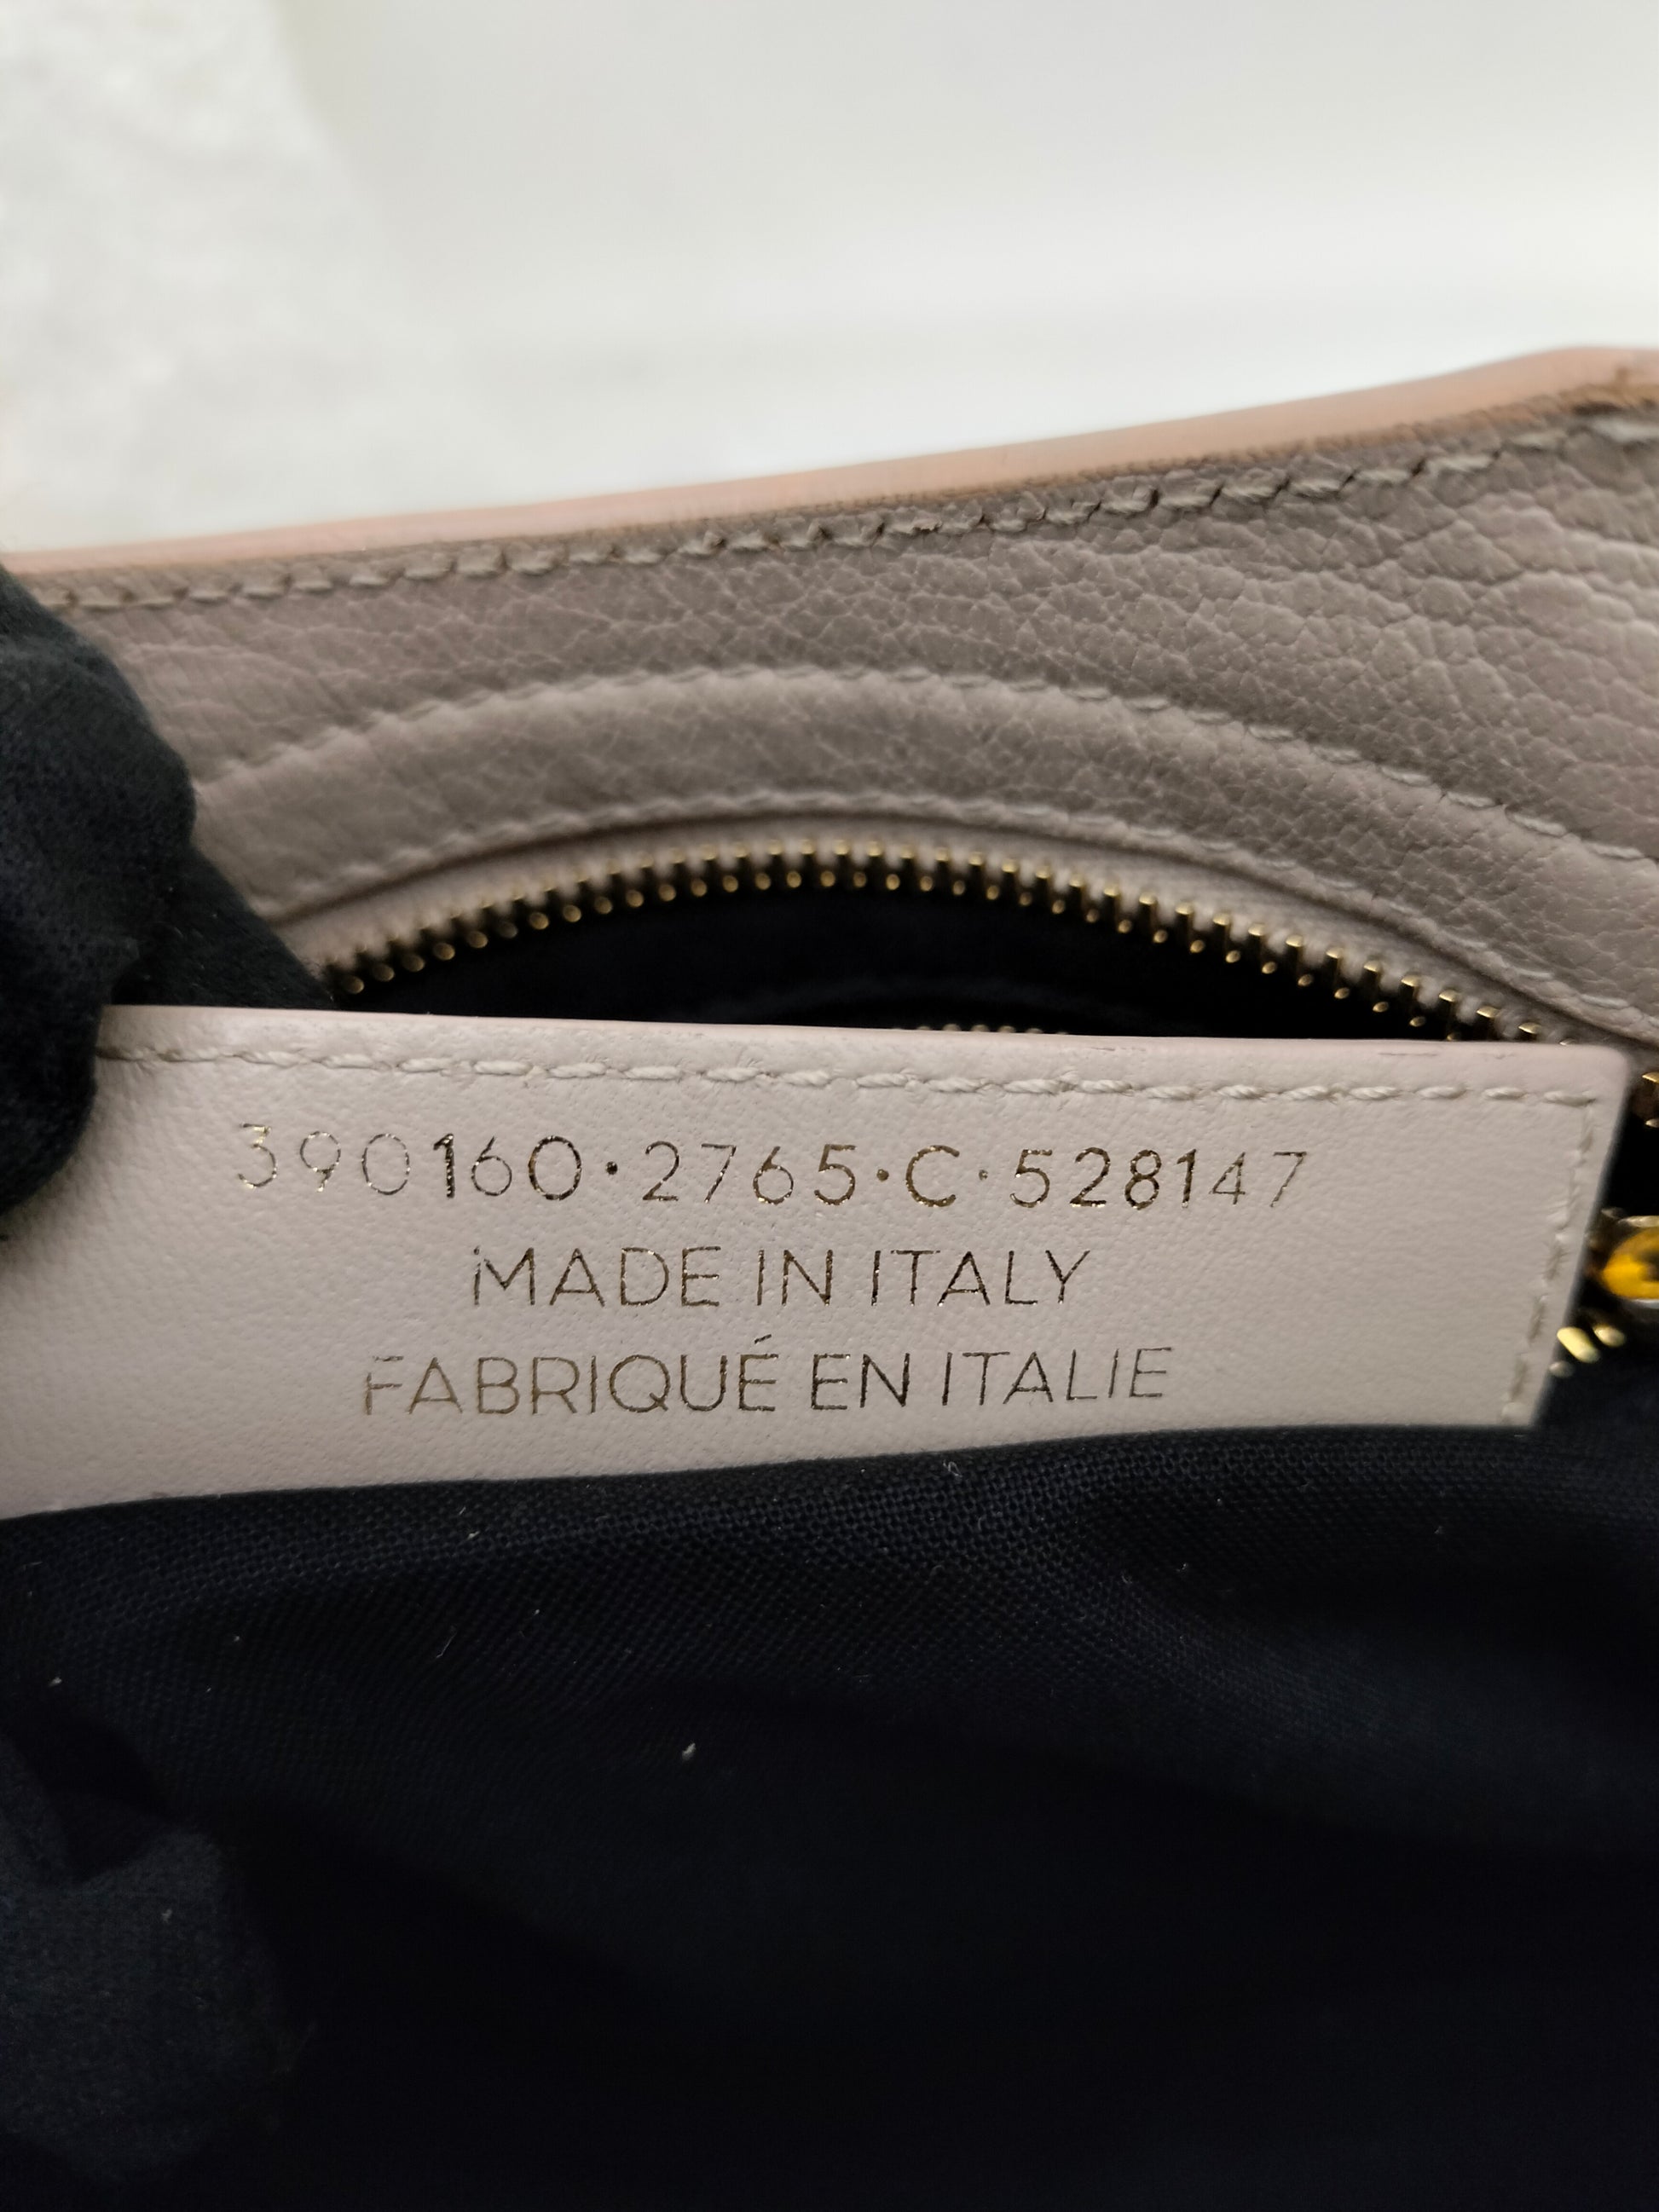 390160·2765·C·528147
MADE IN ITALY
FABRIQUÉ EN ITALIE